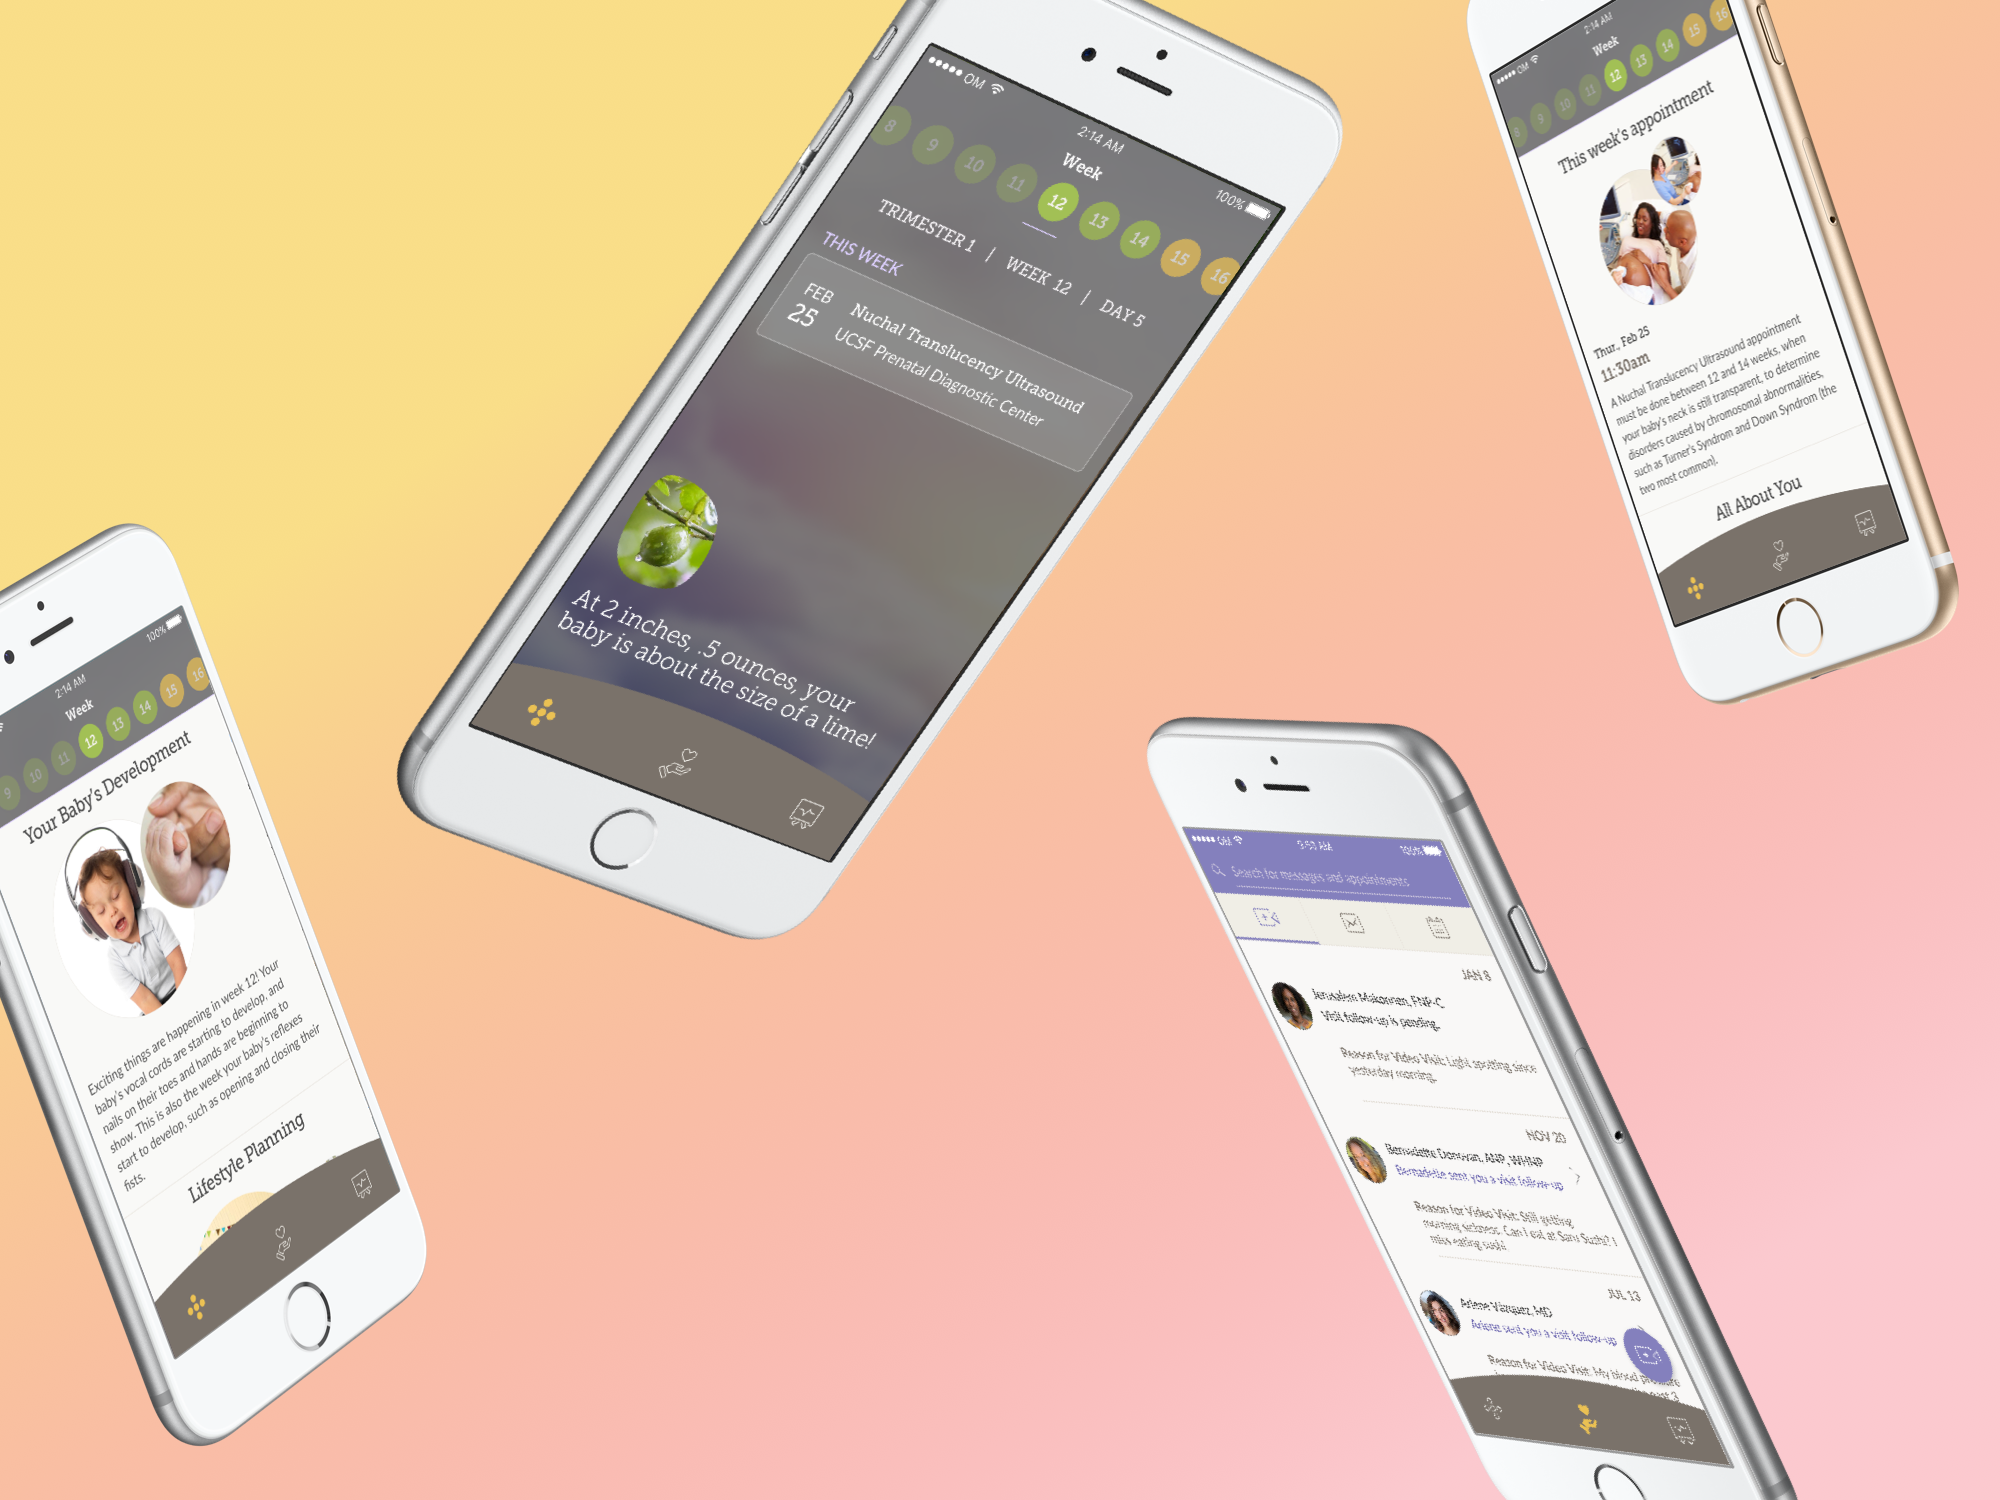 OM
2:14 AM
100%
Week
8 9 10 11 12 13 14 15 16
TRIMESTER 1 | WEEK 12 | DAY 5
THIS WEEK
FEB
25
Nuchal Translucency Ultrasound
UCSF Prenatal Diagnostic Center
At 2 inches, .5 ounces, your
baby is about the size of a lime!
OM
2:14 AM
Week
8 9 10 11 12 13 14 15 16
This week's appointment
Thur., Feb 25
11:30am
A Nuchal Translucency Ultrasound appointment
must be done between 12 and 14 weeks, when
your baby's neck is still transparent, to determine
disorders caused by chromosomal abnormalities,
such as Turner's Syndrom and Down Syndrom (the
two most common).
All About You
2:14 AM
100%
Week
9 10 11 12 13 14 15 16
Your Baby's Development
Exciting things are happening in week 12! Your
baby's vocal cords are starting to develop, and
nails on their toes and hands are beginning to
show. This is also the week your baby's reflexes
start to develop, such as opening and closing their
fists.
Lifestyle Planning
100%
Search for messages and appointments
JAN 8
Jerusalem Makonnen, FNP-C
Visit follow-up is pending.
Reason for Video Visit: Light spotting since
yesterday morning.
NOV 20
Bernadette Donovan, ANP, WHNP
Bernadette sent you a visit follow-up
Reason for Video Visit: Still getting
morning sickness. Can I eat at Saru Sushi? I
miss eating sushi
JUL 13
Arlene Vazquez, MD
Arlene sent you a visit follow-up
Reason for Video Visit: My blood pressure